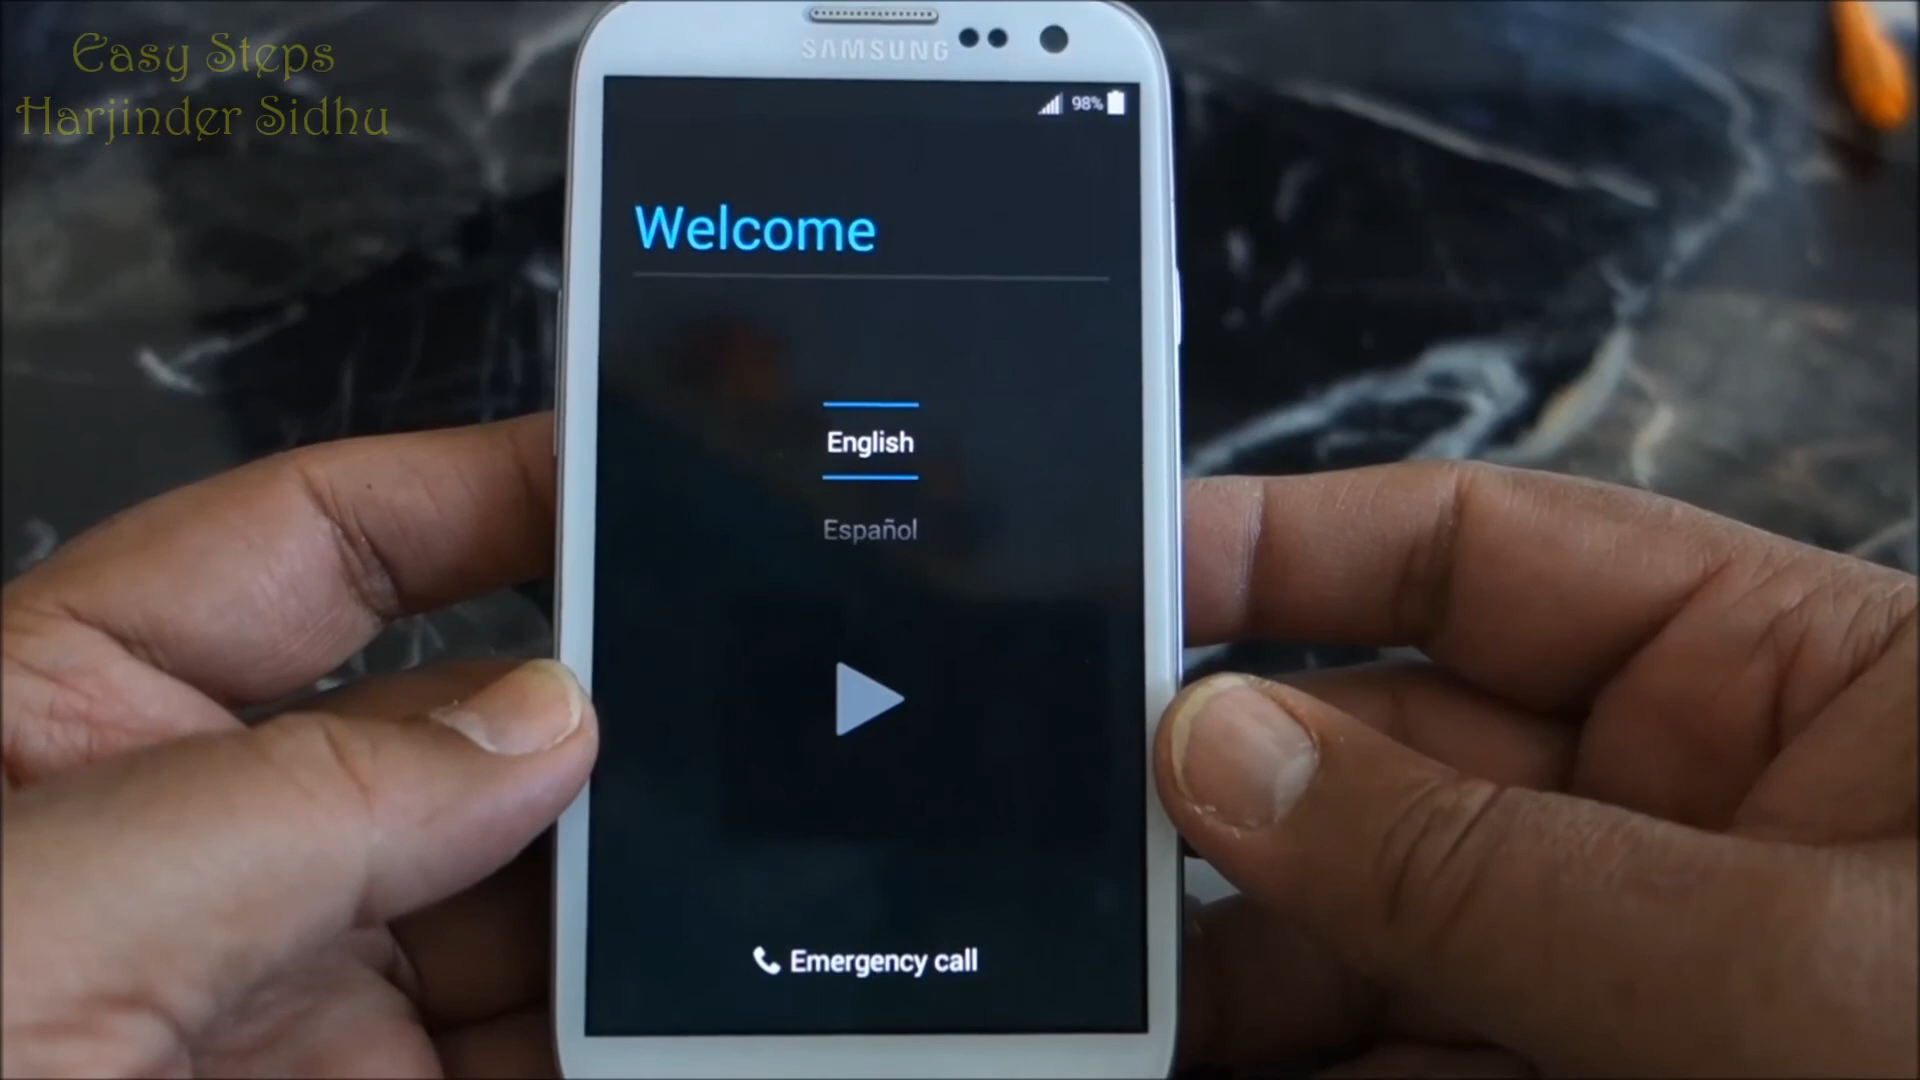 Easy Steps
Harjinder Sidhu
SAMSUNG
98%
Welcome
English
Español
Emergency call